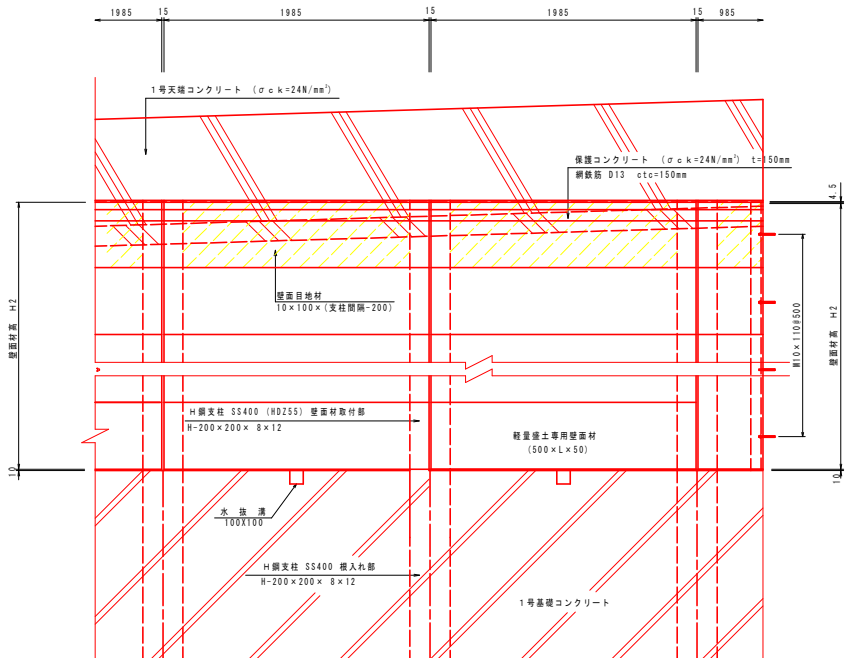 1985 15 1985 15 1985 15 985
1号天端コンクリート (σck=24N/mm²)
保護コンクリート (σck=24N/mm²) t=150mm
網鉄筋 D13 ctc=150mm
4.5
壁面材高 H2
壁面目地材
10×100×(支柱間隔-200)
M10×110@500
壁面材高 H2
H鋼支柱 SS400 (HDZ55) 壁面材取付部
H-200×200× 8×12
軽量盛土専用壁面材
(500×L×50)
10
10
水 抜 溝
100X100
H鋼支柱 SS400 根入れ部
H-200×200× 8×12
1号基礎コンクリート